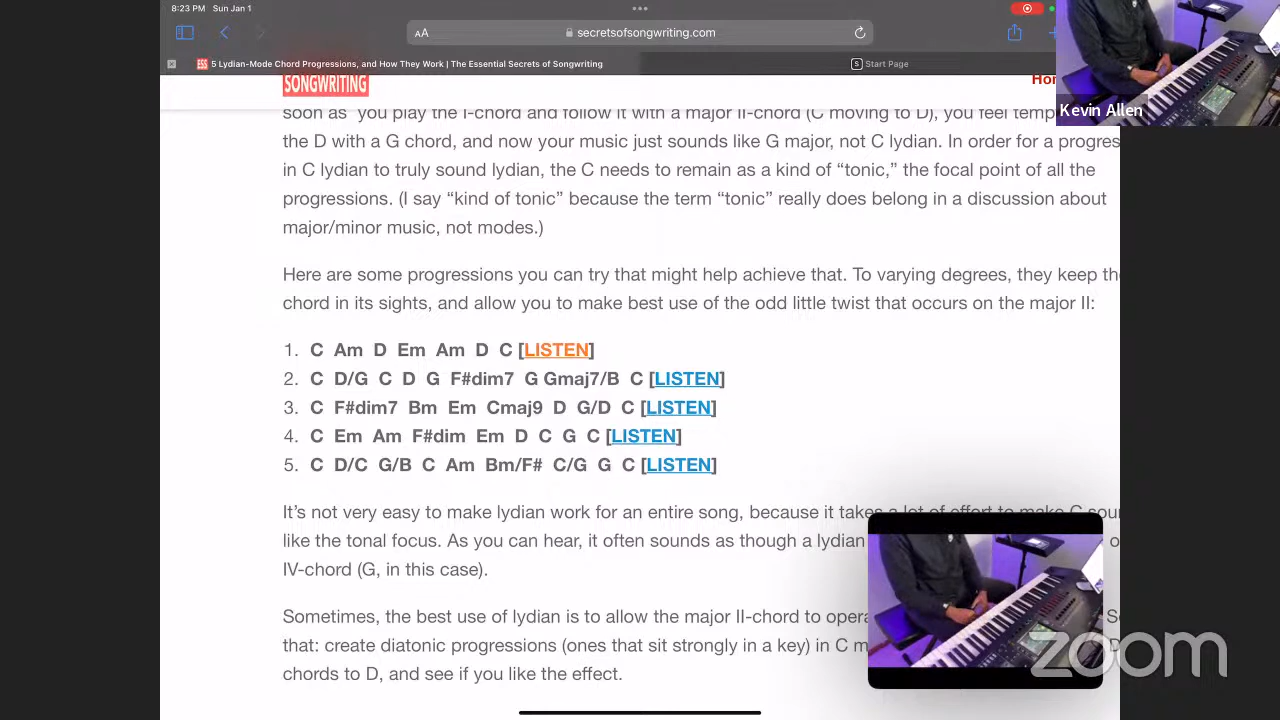 8:23 PM Sun Jan 1
AA secretsofsongwriting.com
ESS 5 Lydian-Mode Chord Progressions, and How They Work | The Essential Secrets of Songwriting
S Start Page
SONGWRITING
Kevin Allen
soon as you play the I-chord and follow it with a major II-chord (C moving to D), you feel
the D with a G chord, and now your music just sounds like G major, not C lydian. In order for a
in C lydian to truly sound lydian, the C needs to remain as a kind of “tonic,” the focal point of all the
progressions. (I say “kind of tonic” because the term “tonic” really does belong in a discussion about
major/minor music, not modes.)
Here are some progressions you can try that might help achieve that. To varying degrees, they keep
chord in its sights, and allow you to make best use of the odd little twist that occurs on the major II:
1. C Am D Em Am D C [LISTEN]
2. C D/G C D G F#dim7 G Gmaj7/B C [LISTEN]
3. C F#dim7 Bm Em Cmaj9 D G/D C [LISTEN]
4. C Em Am F#dim Em D C G C [LISTEN]
5. C D/C G/B C Am Bm/F# C/G G C [LISTEN]
It’s not very easy to make lydian work for an entire song, because it takes a lot of effort to make C
like the tonal focus. As you can hear, it often sounds as though a lydian
IV-chord (G, in this case).
Sometimes, the best use of lydian is to allow the major II-chord to
that: create diatonic progressions (ones that sit strongly in a key) in C
chords to D, and see if you like the effect.
zoom